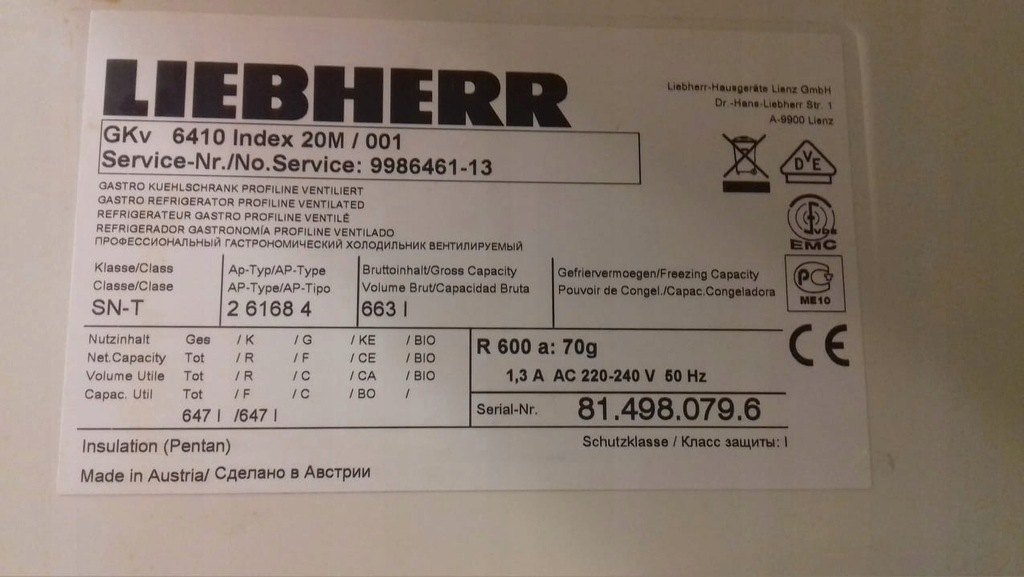 LIEBHERR
Liebherr-Hausgeräte Lienz GmbH
Dr.-Hans-Liebherr Str. 1
A-9900 Lienz
GKv 6410 Index 20M / 001
Service-Nr./No.Service: 9986461-13
DVE
GASTRO KUEHLSCHRANK PROFILINE VENTILIERT
GASTRO REFRIGERATOR PROFILINE VENTILATED
REFRIGERATEUR GASTRO PROFILINE VENTILÉ
REFRIGERADOR GASTRONOMÍA PROFILINE VENTILADO
ПРОФЕССИОНАЛЬНЫЙ ГАСТРОНОМИЧЕСКИЙ ХОЛОДИЛЬНИК ВЕНТИЛИРУЕМЫЙ
VDE
EMC
Klasse/Class Ap-Typ/AP-Type Bruttoinhalt/Gross Capacity Gefriervermoegen/Freezing Capacity
Classe/Clase AP-Type/AP-Tipo Volume Brut/Capacidad Bruta Pouvoir de Congel./Capac.Congeladora
SN-T 2 6168 4 663 l
ME10
Nutzinhalt Ges / K / G / KE / BIO
Net.Capacity Tot / R / F / CE / BIO
Volume Utile Tot / R / C / CA / BIO
Capac. Util Tot / F / C / BO /
647 l /647 l
R 600 a: 70g
1,3 A AC 220-240 V 50 Hz
CE
Serial-Nr. 81.498.079.6
Insulation (Pentan) Schutzklasse / Класс защиты: I
Made in Austria/ Сделано в Австрии